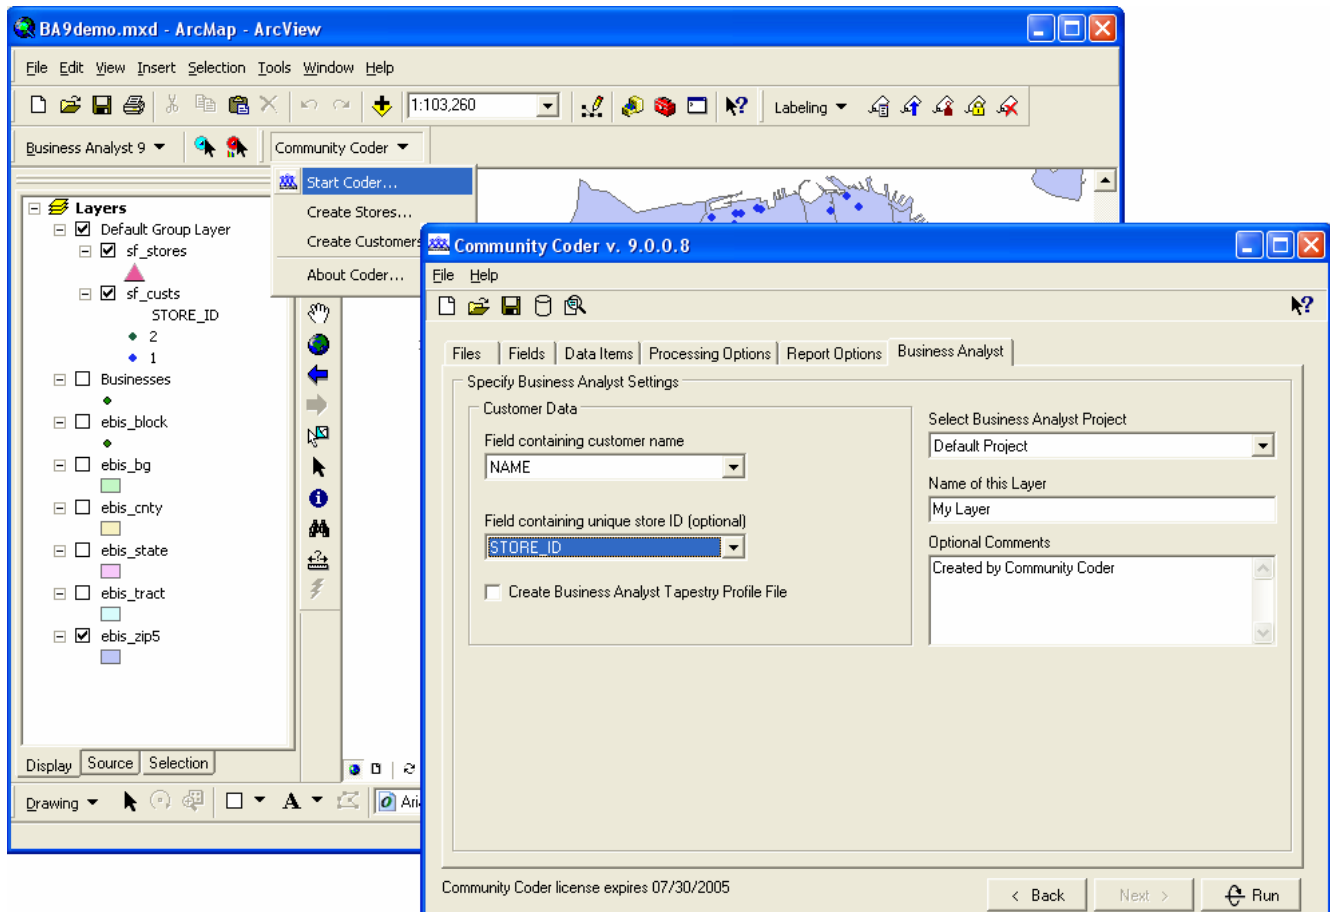 BA9demo.mxd - ArcMap - ArcView
File Edit View Insert Selection Tools Window Help
1:103,260
Labeling
Business Analyst 9
Community Coder
Start Coder...
Create Stores...
Create Customers
About Coder...
Layers
Default Group Layer
sf_stores
sf_custs
STORE_ID
2
1
Businesses
ebis_block
ebis_bg
ebis_cnty
ebis_state
ebis_tract
ebis_zip5
Display Source Selection
Drawing
A
Community Coder v. 9.0.0.8
File Help
Files Fields Data Items Processing Options Report Options Business Analyst
Specify Business Analyst Settings
Customer Data
Field containing customer name
NAME
Field containing unique store ID (optional)
STORE_ID
Create Business Analyst Tapestry Profile File
Select Business Analyst Project
Default Project
Name of this Layer
My Layer
Optional Comments
Created by Community Coder
Community Coder license expires 07/30/2005
< Back
Next >
Run